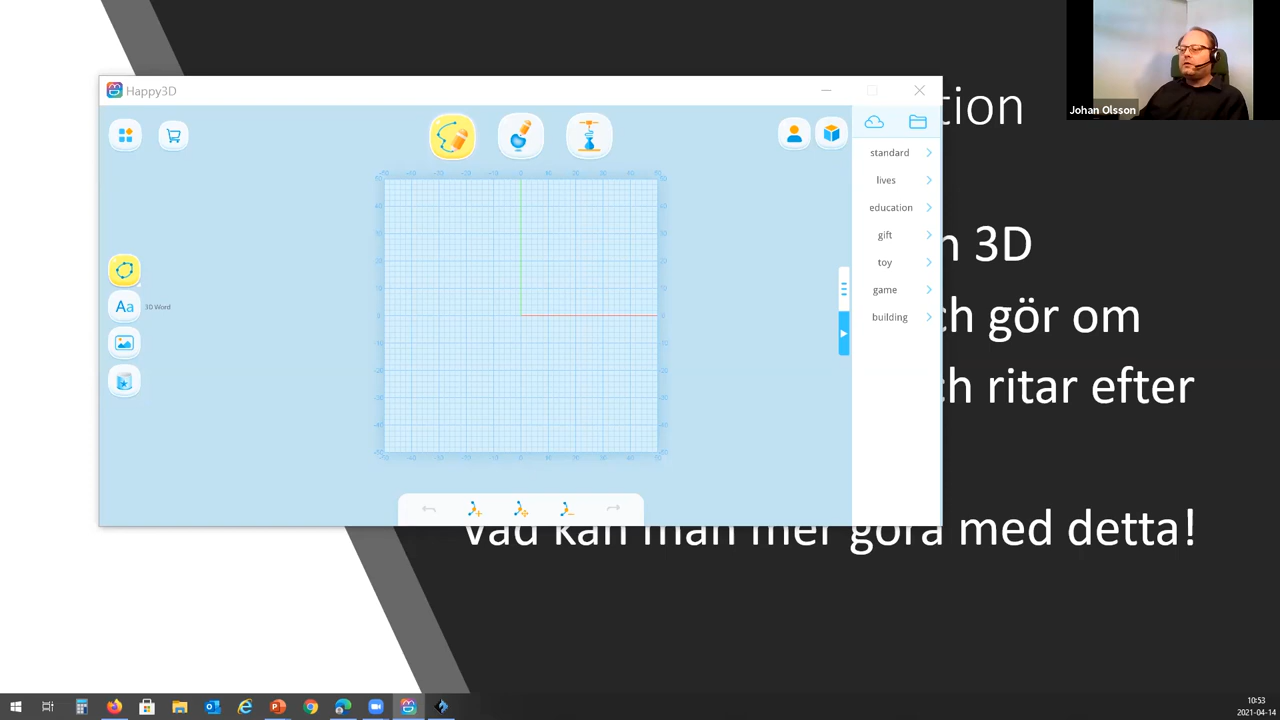 Johan Olsson
Happy3D
tion
standard
lives
education
gift
toy
game
building
n 3D
ch gör om
ch ritar efter
Aa 3D Word
Vad kan man mer göra med detta!
10:53
2021-04-14